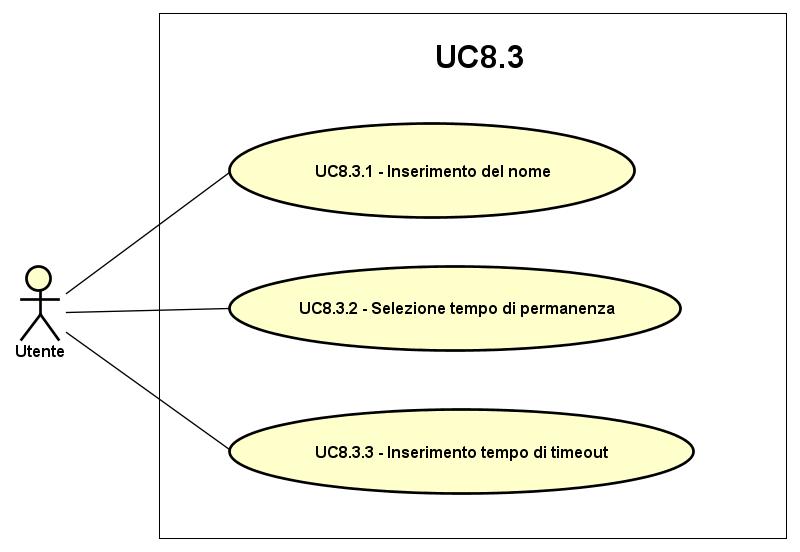 UC8.3
UC8.3.1 - Inserimento del nome
UC8.3.2 - Selezione tempo di permanenza
Utente
UC8.3.3 - Inserimento tempo di timeout